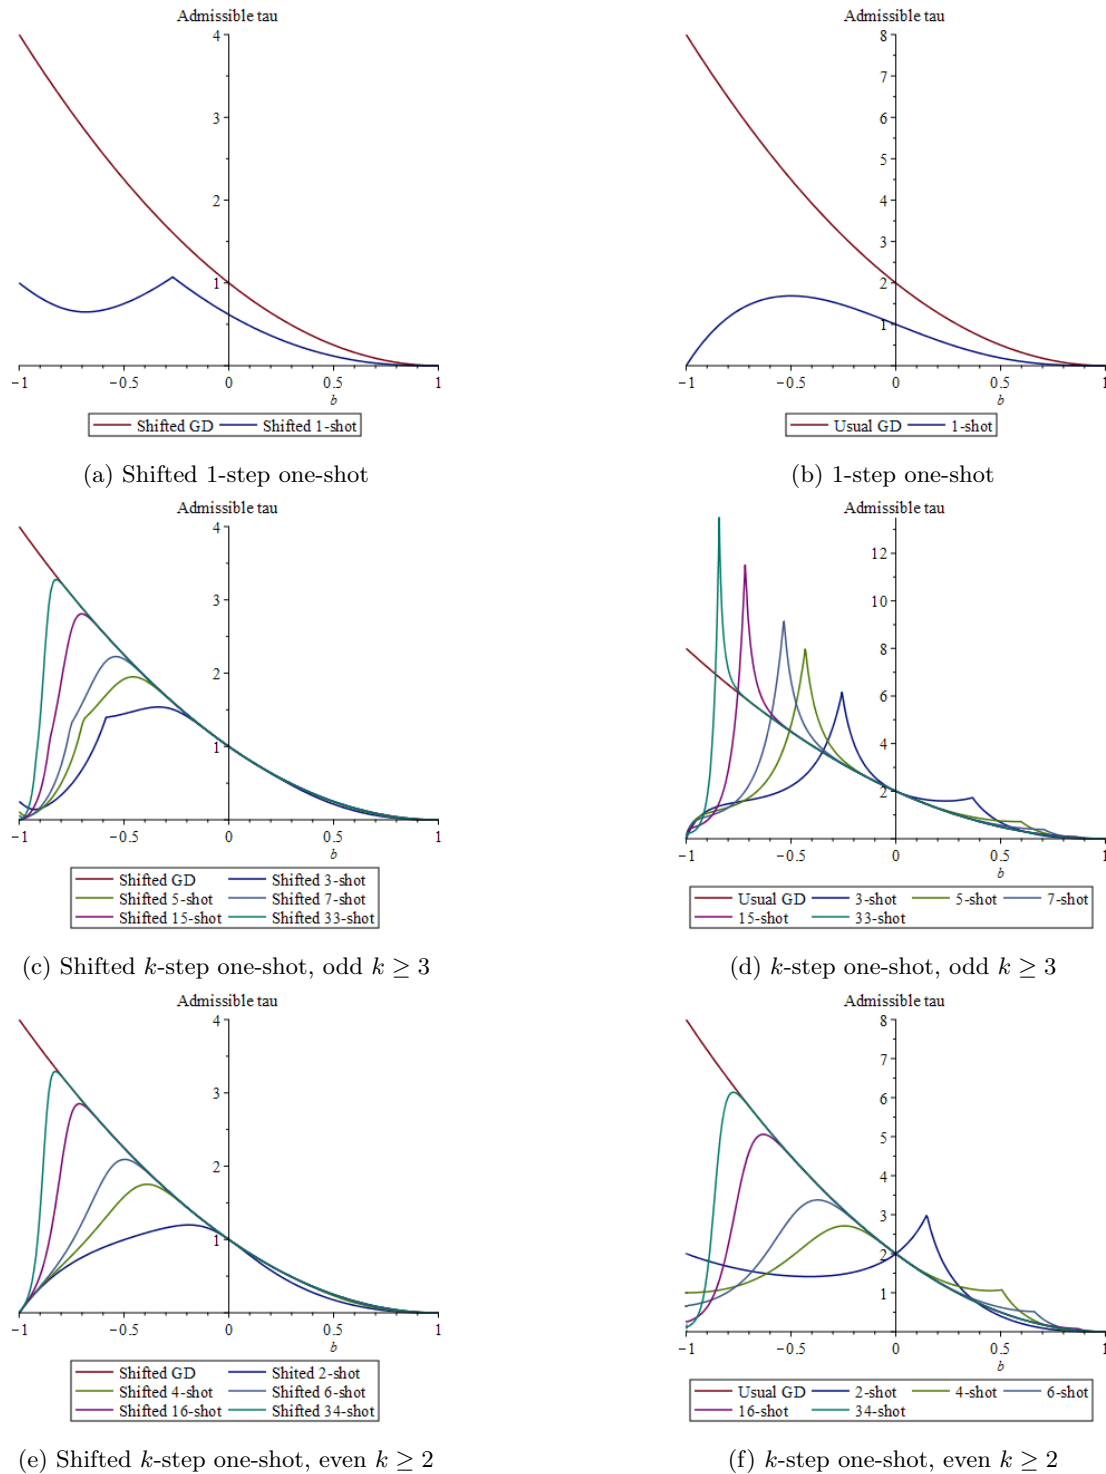 Admissible tau
4
3
2
1
−1 −0.5 0 0.5 1
b
Shifted GD Shifted 1-shot
(a) Shifted 1-step one-shot
Admissible tau
8
7
6
5
4
3
2
1
−1 −0.5 0 0.5 1
b
Usual GD 1-shot
(b) 1-step one-shot
Admissible tau
4
3
2
1
−1 −0.5 0 0.5 1
b
Shifted GD Shifted 3-shot
Shifted 5-shot Shifted 7-shot
Shifted 15-shot Shifted 33-shot
(c) Shifted k-step one-shot, odd k ≥ 3
Admissible tau
12
10
8
6
4
2
−1 −0.5 0 0.5 1
b
Usual GD 3-shot 5-shot 7-shot
15-shot 33-shot
(d) k-step one-shot, odd k ≥ 3
Admissible tau
4
3
2
1
−1 −0.5 0 0.5 1
b
Shifted GD Shited 2-shot
Shifted 4-shot Shifted 6-shot
Shifted 16-shot Shifted 34-shot
(e) Shifted k-step one-shot, even k ≥ 2
Admissible tau
8
7
6
5
4
3
2
1
−1 −0.5 0 0.5 1
b
Usual GD 2-shot 4-shot 6-shot
16-shot 34-shot
(f) k-step one-shot, even k ≥ 2